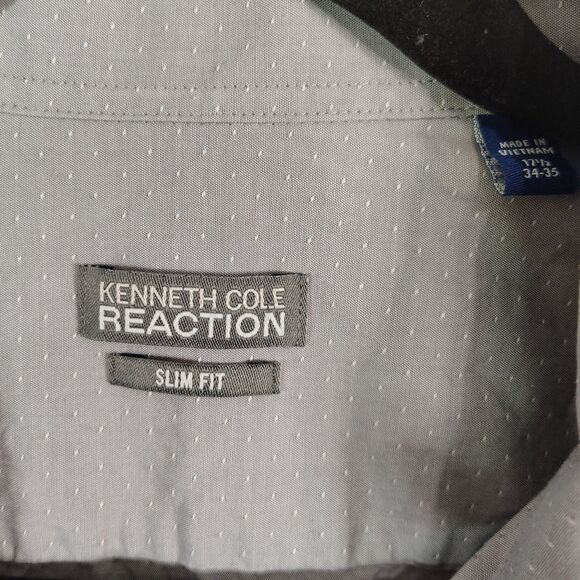 MADE IN
VIETNAM
17½
34-35
KENNETH COLE
REACTION
SLIM FIT